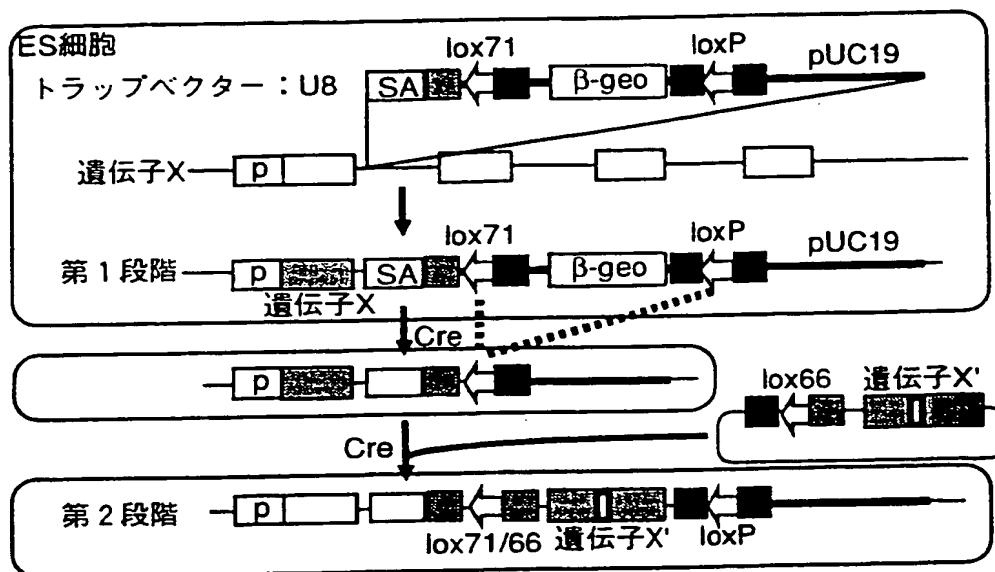 ES細胞
lox71
loxP
pUC19
トラップベクター：U8
SA
β-geo
遺伝子X
p
lox71
loxP
pUC19
第1段階
p
SA
β-geo
遺伝子X
Cre
p
lox66
遺伝子X'
Cre
第2段階
p
lox71/66
遺伝子X'
loxP